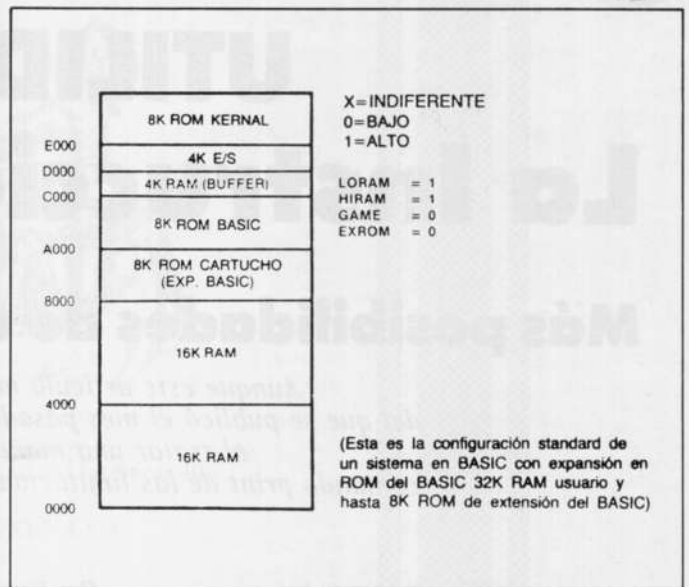 8K ROM KERNAL
E000
4K E/S
D000
4K RAM (BUFFER)
C000
8K ROM BASIC
A000
8K ROM CARTUCHO
(EXP. BASIC)
8000
16K RAM
4000
16K RAM
0000
X=INDIFERENTE
0=BAJO
1=ALTO
LORAM = 1
HIRAM = 1
GAME = 0
EXROM = 0
(Esta es la configuración standard de
un sistema en BASIC con expansión en
ROM del BASIC 32K RAM usuario y
hasta 8K ROM de extensión del BASIC)